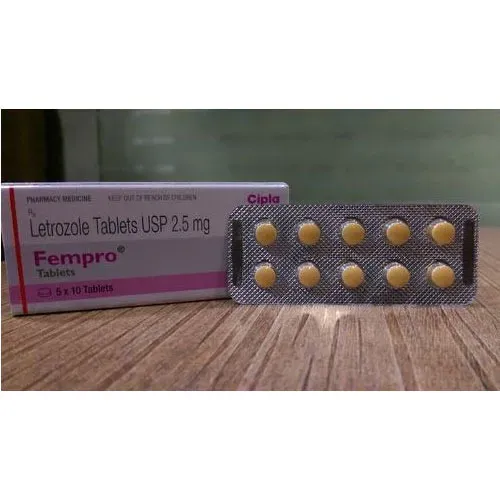 PHARMACY MEDICINE KEEP OUT OF REACH OF CHILDREN Cipla
Rx
Letrozole Tablets USP 2.5 mg
Fempro®
Tablets
5 x 10 Tablets